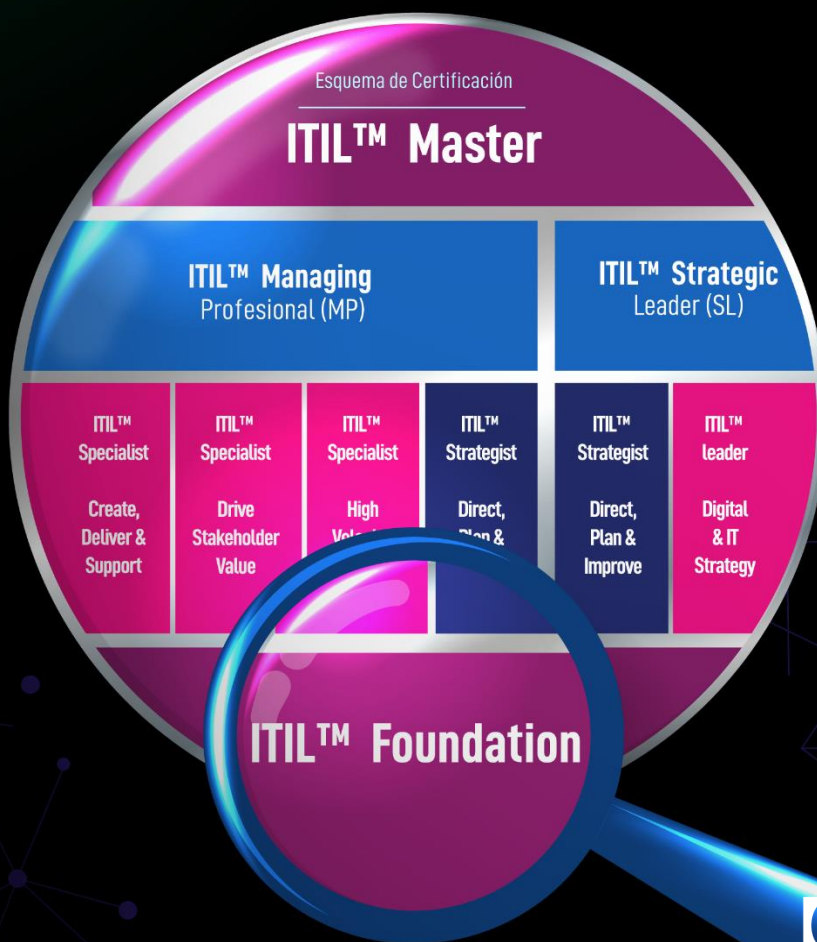 Esquema de Certificación
ITIL™ Master
ITIL™ Managing
Profesional (MP)
ITIL™ Strategic
Leader (SL)
ITIL™
Specialist
Create,
Deliver &
Support
ITIL™
Specialist
Drive
Stakeholder
Value
ITIL™
Specialist
High
ITIL™
Strategist
Direct,
Plan &
ITIL™
Strategist
Direct,
Plan &
Improve
ITIL™
leader
Digital
& IT
Strategy
ITIL™ Foundation